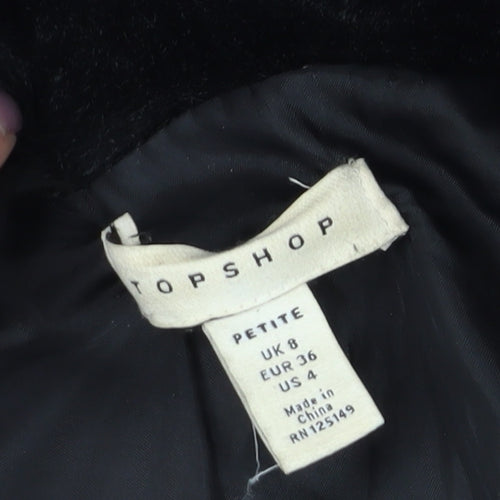 TOPSHOP
PETITE
UK 8
EUR 36
US 4
Made in
China
RN125149